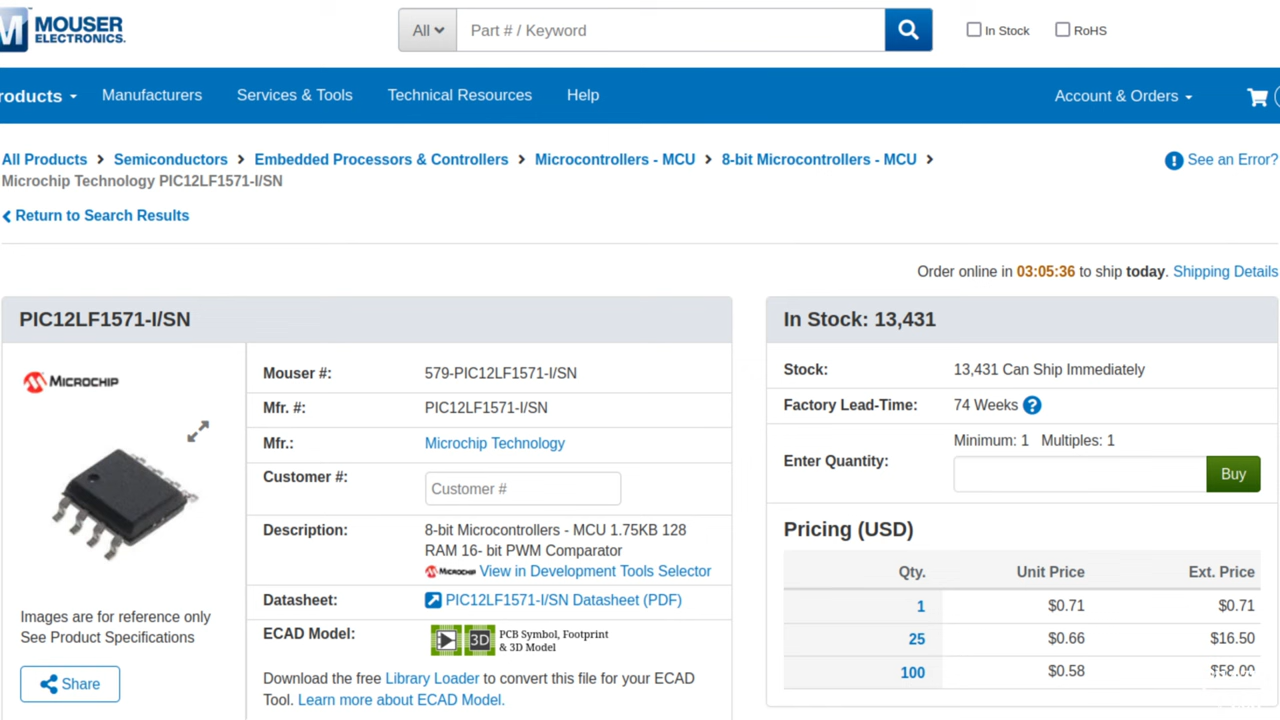 MOUSER
ELECTRONICS.
All
Part # / Keyword
In Stock
RoHS
roducts
Manufacturers
Services & Tools
Technical Resources
Help
Account & Orders
All Products > Semiconductors > Embedded Processors & Controllers > Microcontrollers - MCU > 8-bit Microcontrollers - MCU >
See an Error?
Microchip Technology PIC12LF1571-I/SN
Return to Search Results
Order online in 03:05:36 to ship today. Shipping Details
PIC12LF1571-I/SN
MICROCHIP
Images are for reference only
See Product Specifications
Share
Mouser #: 579-PIC12LF1571-I/SN
Mfr. #: PIC12LF1571-I/SN
Mfr.: Microchip Technology
Customer #: Customer #
Description: 8-bit Microcontrollers - MCU 1.75KB 128
RAM 16- bit PWM Comparator
MICROCHIP View in Development Tools Selector
Datasheet: PIC12LF1571-I/SN Datasheet (PDF)
ECAD Model: 3D PCB Symbol, Footprint
& 3D Model
Download the free Library Loader to convert this file for your ECAD
Tool. Learn more about ECAD Model.
In Stock: 13,431
Stock: 13,431 Can Ship Immediately
Factory Lead-Time: 74 Weeks ?
Minimum: 1 Multiples: 1
Enter Quantity: Buy
Pricing (USD)
Qty. Unit Price Ext. Price
1 $0.71 $0.71
25 $0.66 $16.50
100 $0.58 $58.00